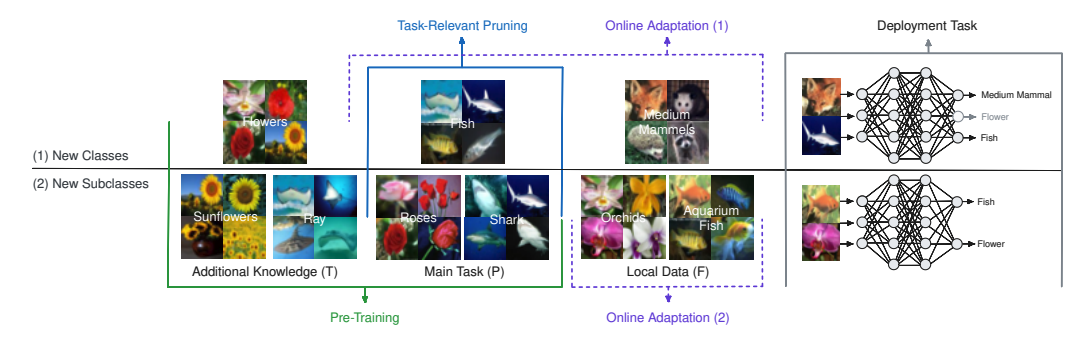 Task-Relevant Pruning
Online Adaptation (1)
Deployment Task
Flowers
Fish
Medium
Mammels
Medium Mammal
Flower
Fish
(1) New Classes
(2) New Subclasses
Sunflowers
Ray
Roses
Shark
Orchids
Aquarium
Fish
Fish
Flower
Additional Knowledge (T)
Main Task (P)
Local Data (F)
Pre-Training
Online Adaptation (2)